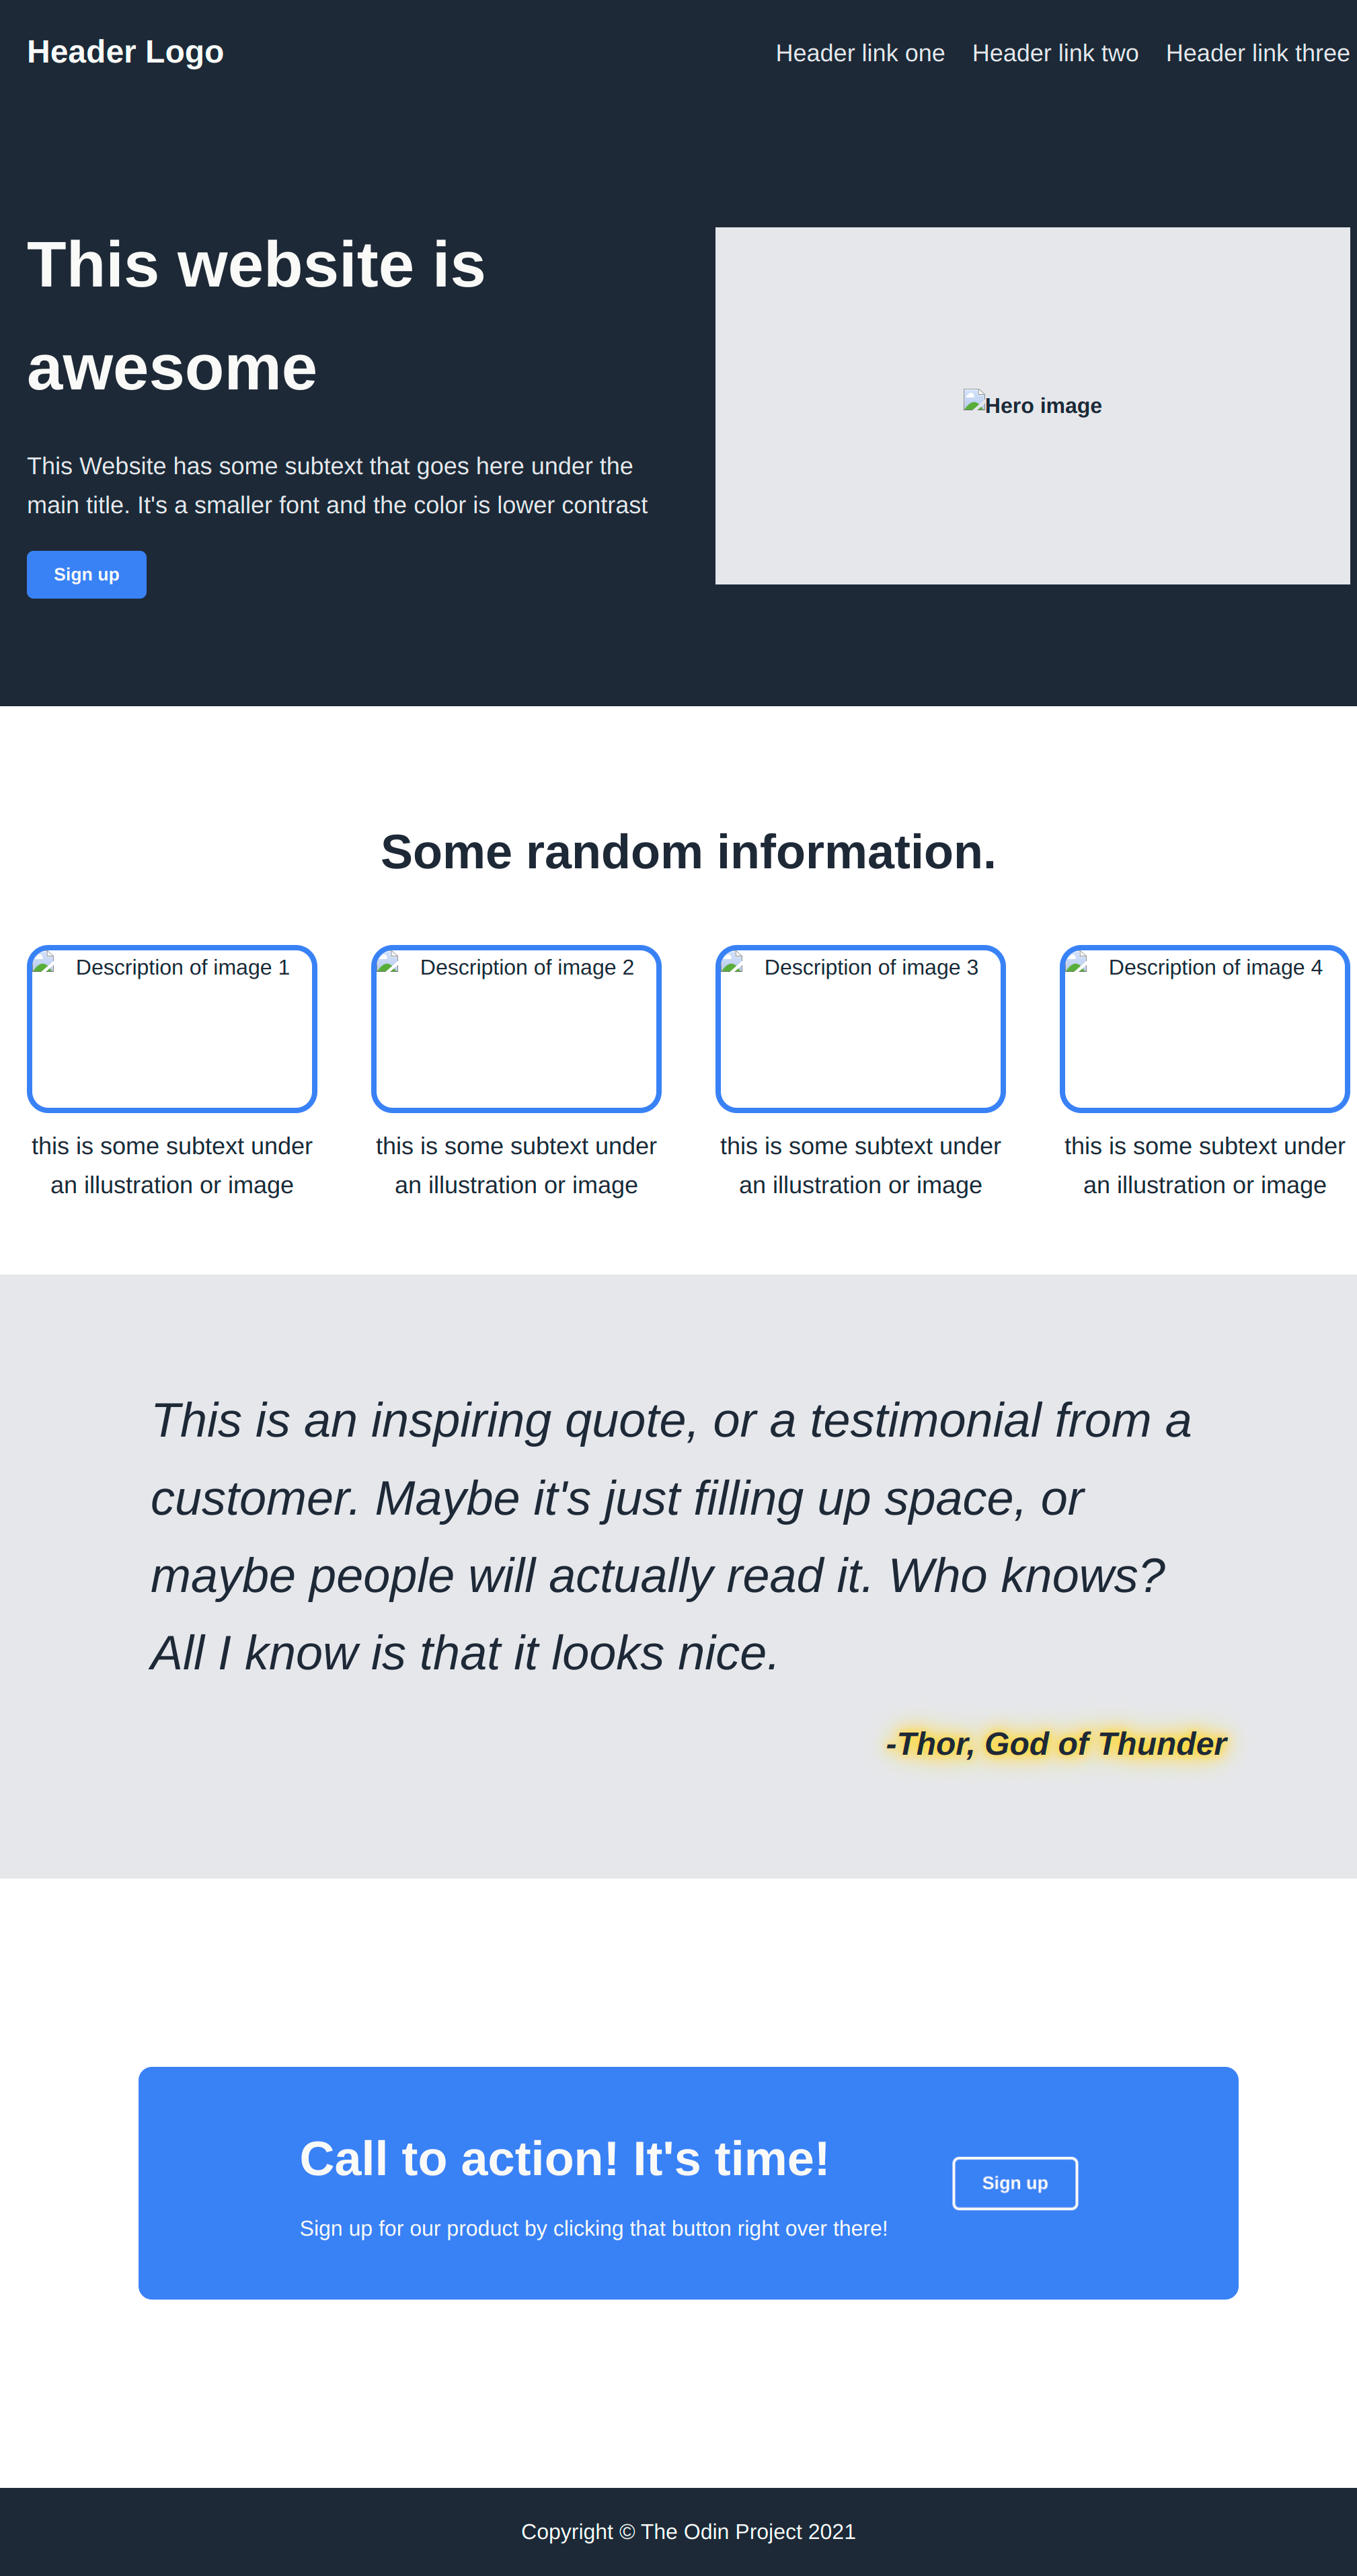 Header Logo
Header link one
Header link two
Header link three
This website is
awesome
This Website has some subtext that goes here under the
main title. It's a smaller font and the color is lower contrast
Sign up
Hero image
Some random information.
Description of image 1
Description of image 2
Description of image 3
Description of image 4
this is some subtext under
an illustration or image
this is some subtext under
an illustration or image
this is some subtext under
an illustration or image
this is some subtext under
an illustration or image
This is an inspiring quote, or a testimonial from a
customer. Maybe it's just filling up space, or
maybe people will actually read it. Who knows?
All I know is that it looks nice.
-Thor, God of Thunder
Call to action! It's time!
Sign up for our product by clicking that button right over there!
Sign up
Copyright © The Odin Project 2021